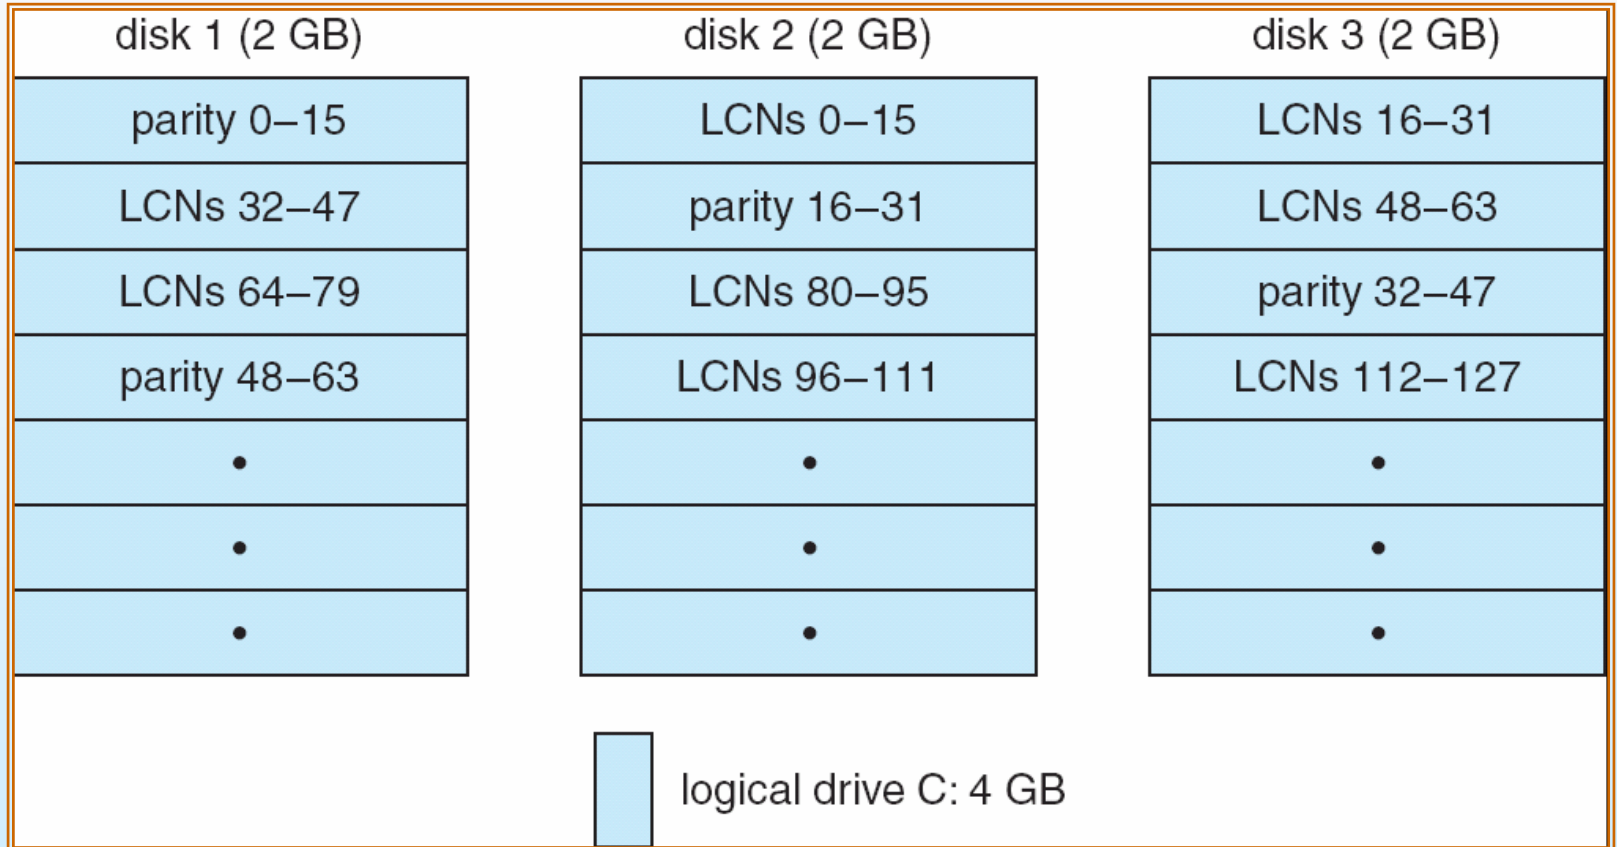 disk 1 (2 GB) disk 2 (2 GB) disk 3 (2 GB)
parity 0–15 LCNs 0–15 LCNs 16–31
LCNs 32–47 parity 16–31 LCNs 48–63
LCNs 64–79 LCNs 80–95 parity 32–47
parity 48–63 LCNs 96–111 LCNs 112–127
logical drive C: 4 GB